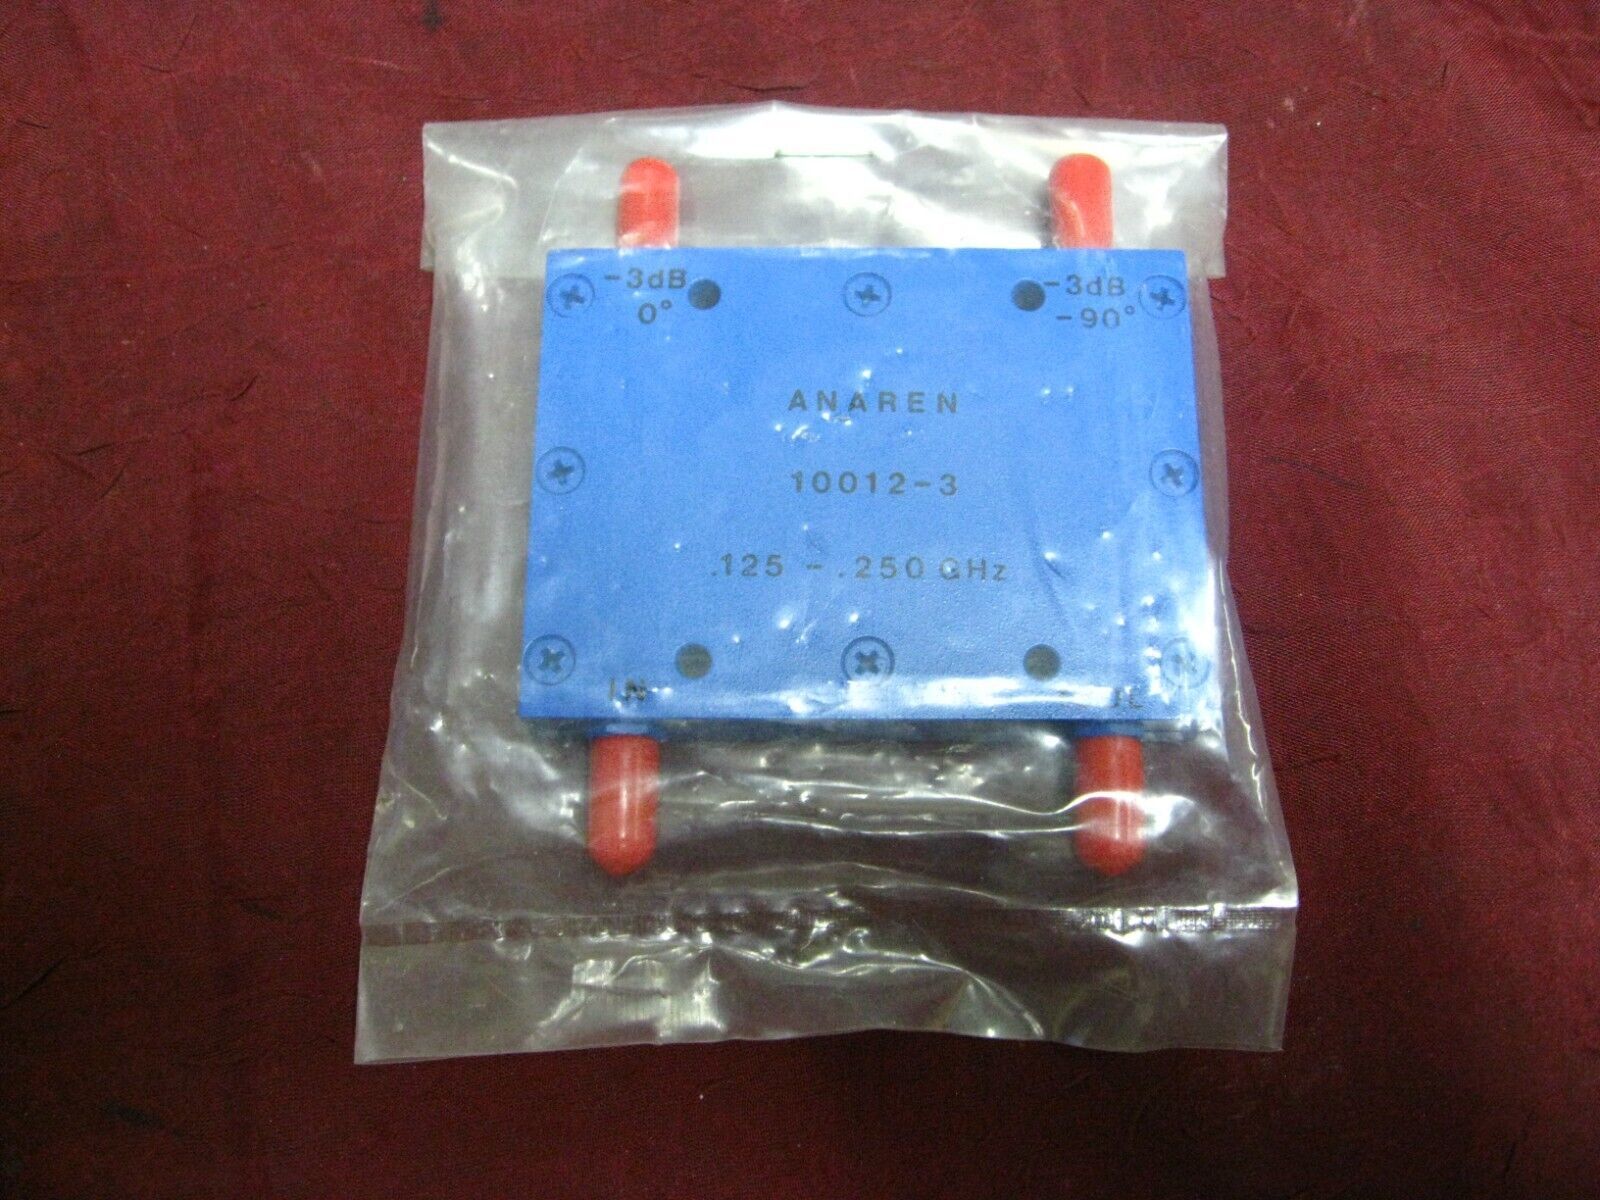 -3dB
0°
-3dB
-90°
ANAREN
10012-3
.125 - .250 GHz
IN